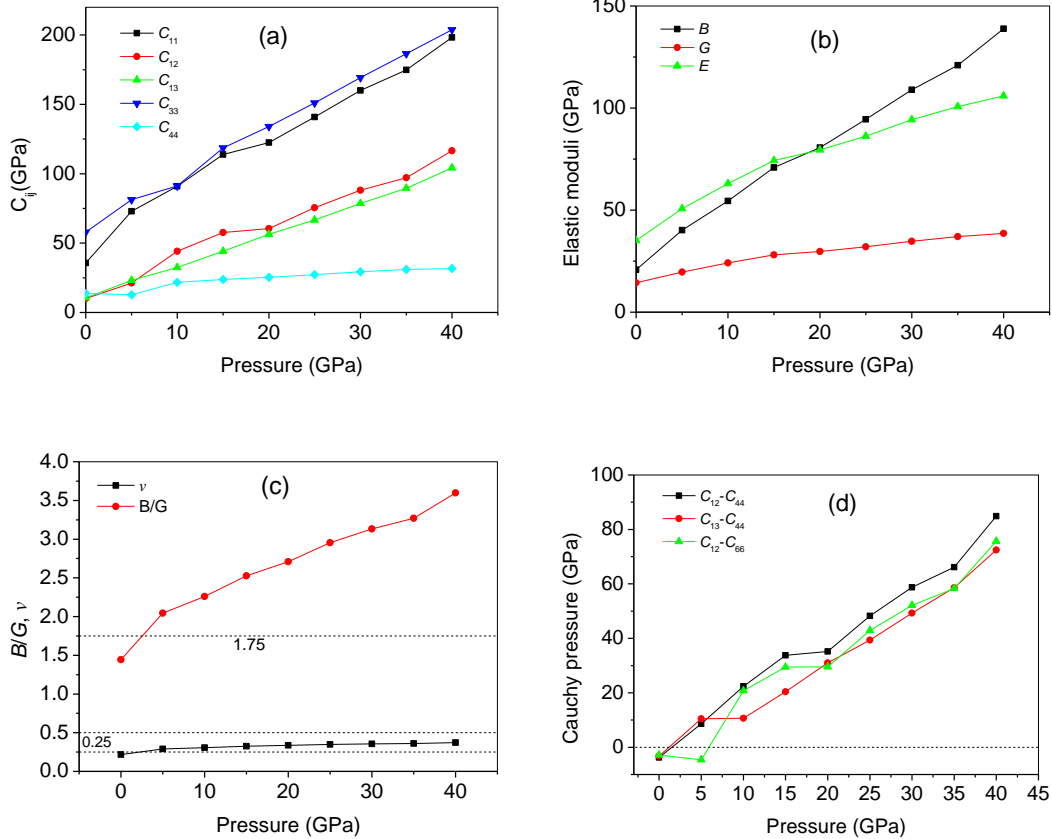 (a)
C11
C12
C13
C33
C44
200
150
100
50
0
Cij(GPa)
0 10 20 30 40
Pressure (GPa)
(b)
B
G
E
150
100
50
0
Elastic moduli (GPa)
0 10 20 30 40
Pressure (GPa)
(c)
ν
B/G
4.0
3.5
3.0
2.5
2.0
1.5
1.0
0.5
0.0
1.75
0.25
B/G, ν
0 10 20 30 40
Pressure (GPa)
(d)
C12-C44
C13-C44
C12-C66
100
80
60
40
20
0
Cauchy pressure (GPa)
0 5 10 15 20 25 30 35 40 45
Pressure (GPa)